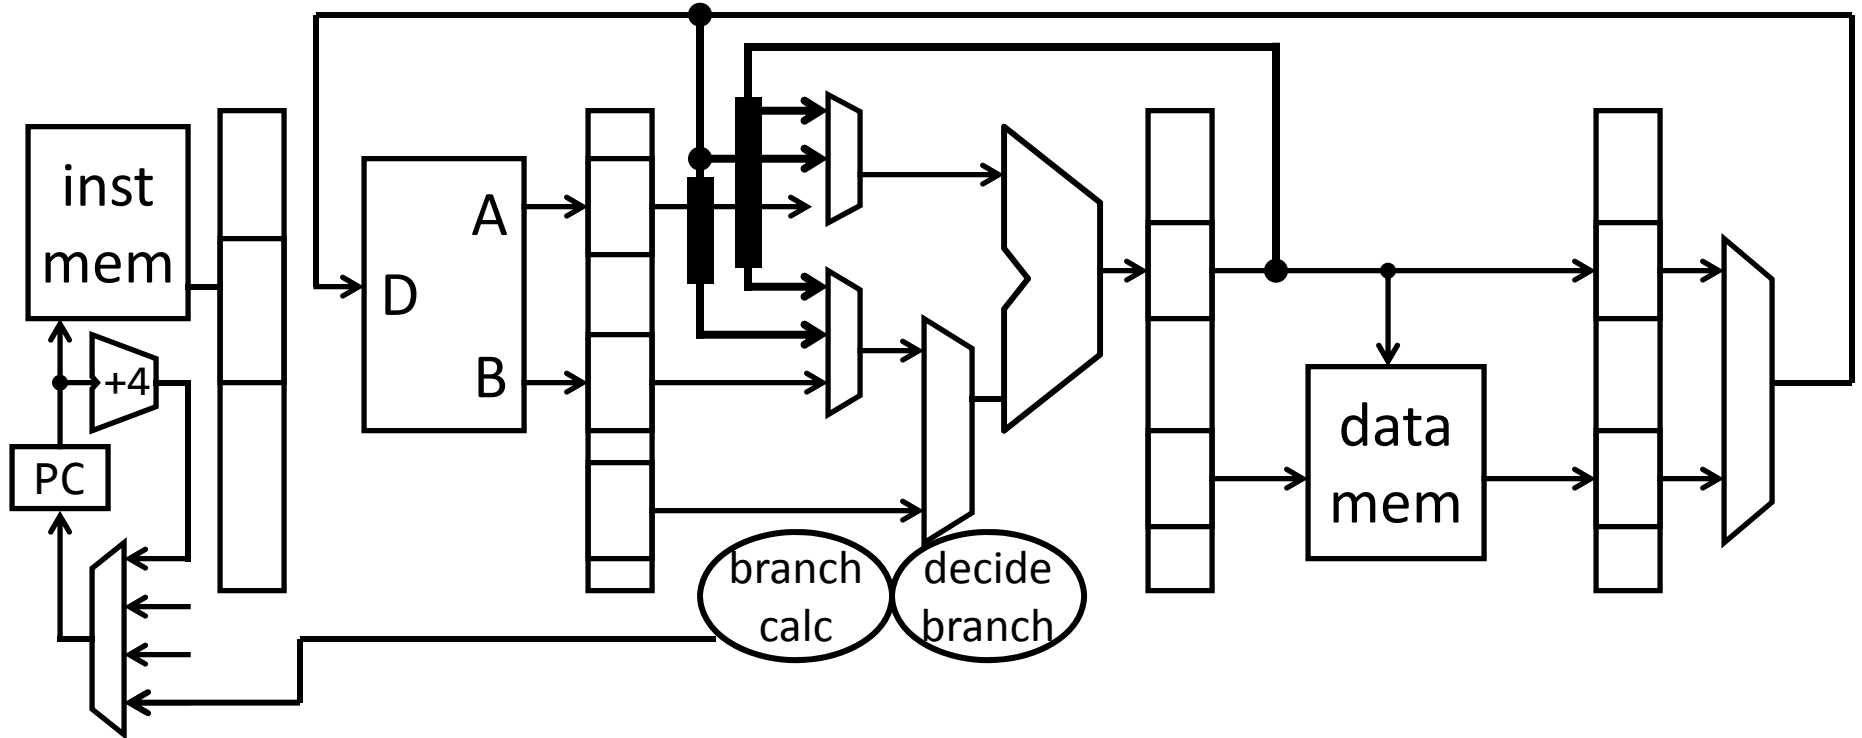 inst
mem
+4
PC
A
D
B
branch
calc
decide
branch
data
mem